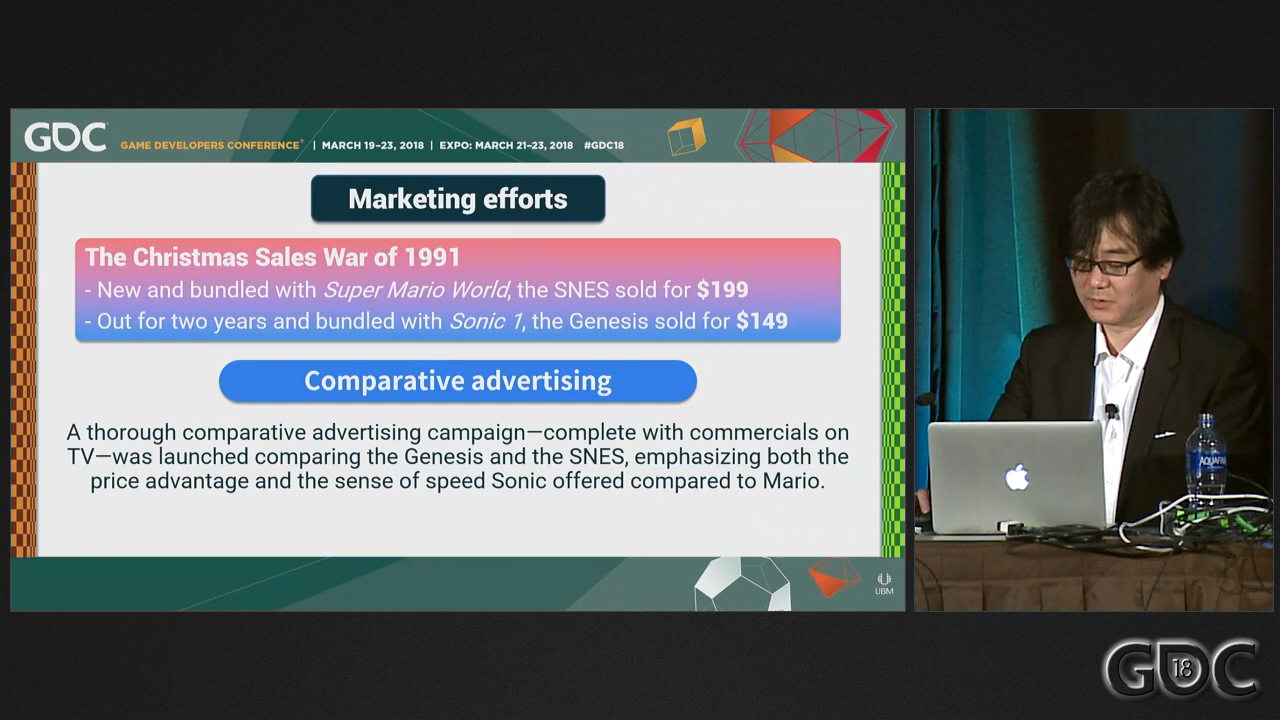 GDC
GAME DEVELOPERS CONFERENCE® | MARCH 19–23, 2018 | EXPO: MARCH 21–23, 2018 #GDC18
Marketing efforts
The Christmas Sales War of 1991
- New and bundled with Super Mario World, the SNES sold for $199
- Out for two years and bundled with Sonic 1, the Genesis sold for $149
Comparative advertising
A thorough comparative advertising campaign—complete with commercials on
TV—was launched comparing the Genesis and the SNES, emphasizing both the
price advantage and the sense of speed Sonic offered compared to Mario.
UBM
AQUAFINA
GDC 18